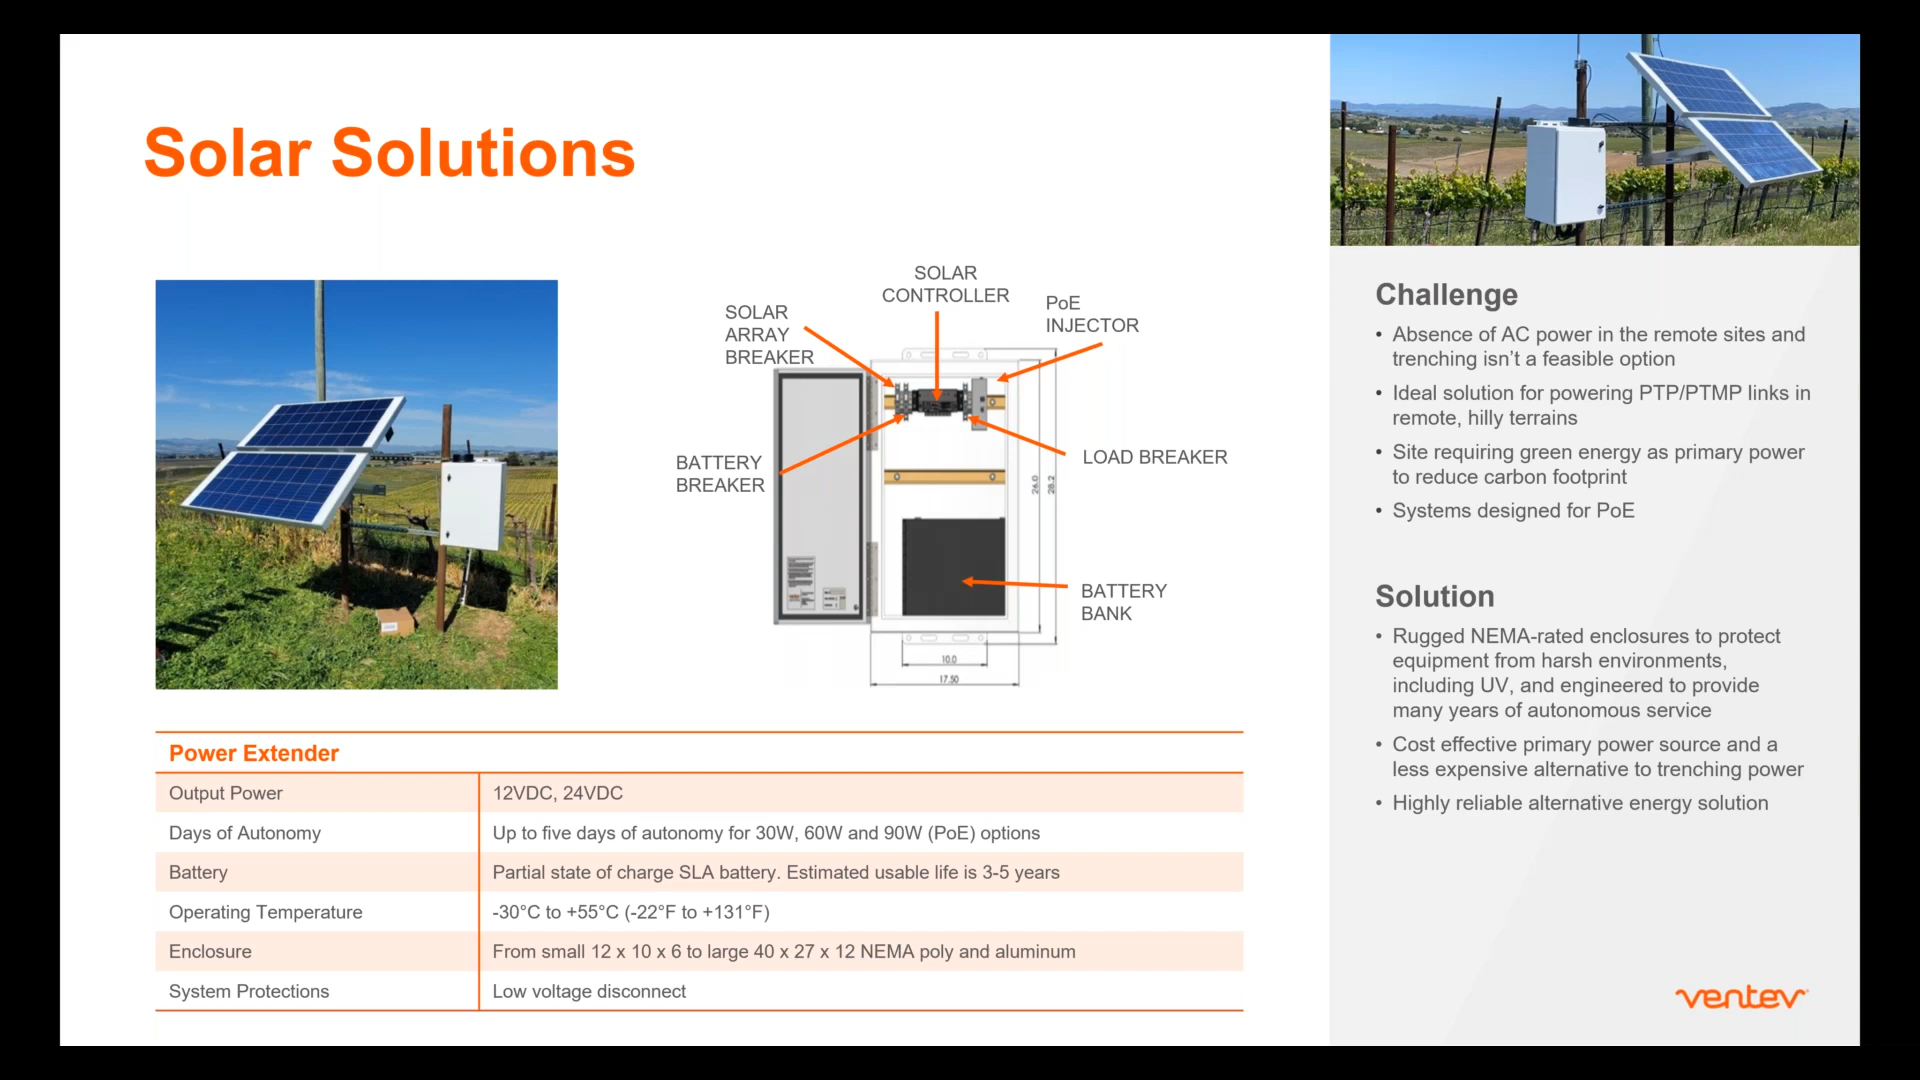 Solar Solutions
SOLAR
CONTROLLER
PoE
INJECTOR
SOLAR
ARRAY
BREAKER
BATTERY
BREAKER
LOAD BREAKER
26.0
28.2
BATTERY
BANK
10.0
17.50
Power Extender
Output Power 12VDC, 24VDC
Days of Autonomy Up to five days of autonomy for 30W, 60W and 90W (PoE) options
Battery Partial state of charge SLA battery. Estimated usable life is 3-5 years
Operating Temperature -30°C to +55°C (-22°F to +131°F)
Enclosure From small 12 x 10 x 6 to large 40 x 27 x 12 NEMA poly and aluminum
System Protections Low voltage disconnect
Challenge
• Absence of AC power in the remote sites and
trenching isn’t a feasible option
• Ideal solution for powering PTP/PTMP links in
remote, hilly terrains
• Site requiring green energy as primary power
to reduce carbon footprint
• Systems designed for PoE
Solution
• Rugged NEMA-rated enclosures to protect
equipment from harsh environments,
including UV, and engineered to provide
many years of autonomous service
• Cost effective primary power source and a
less expensive alternative to trenching power
• Highly reliable alternative energy solution
ventev